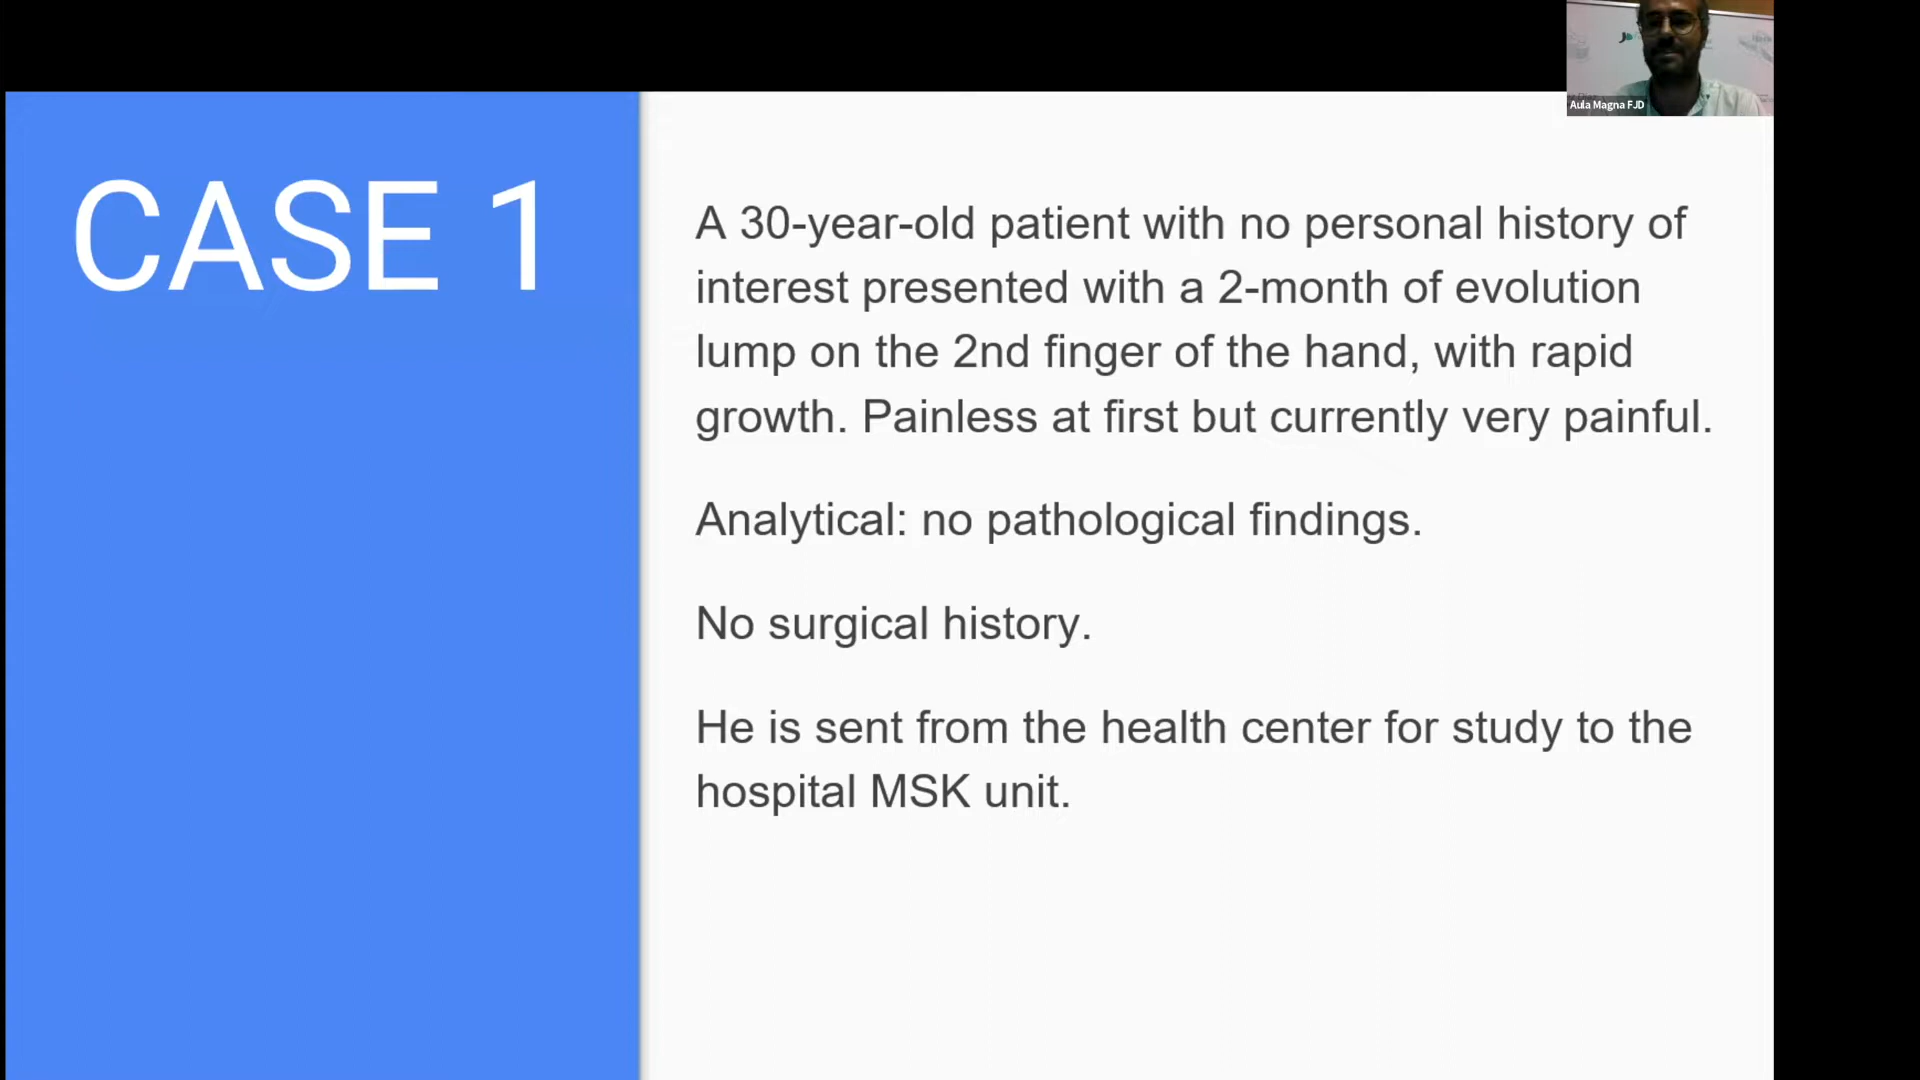 Aula Magna FJD
CASE 1
A 30-year-old patient with no personal history of
interest presented with a 2-month of evolution
lump on the 2nd finger of the hand, with rapid
growth. Painless at first but currently very painful.
Analytical: no pathological findings.
No surgical history.
He is sent from the health center for study to the
hospital MSK unit.